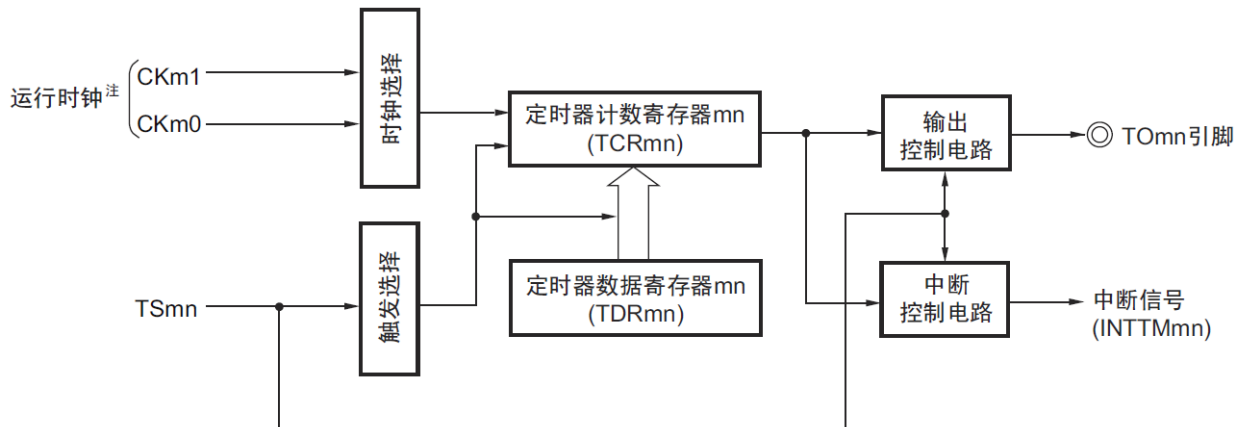 运行时钟注
CKm1
CKm0
时钟选择
定时器计数寄存器mn
(TCRmn)
输出
控制电路
TOmn引脚
TSmn
触发选择
定时器数据寄存器mn
(TDRmn)
中断
控制电路
中断信号
(INTTMmn)